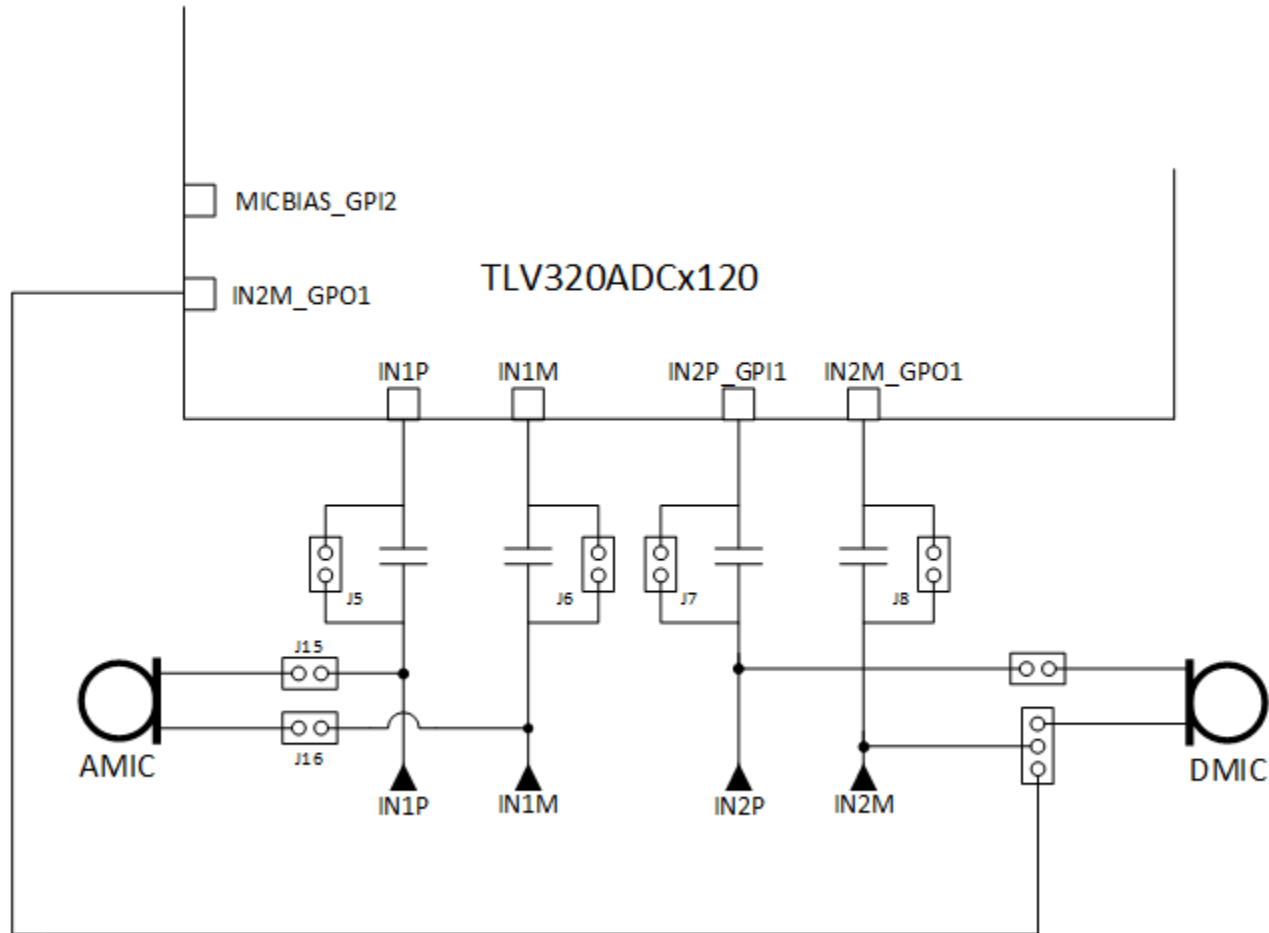 MICBIAS_GPI2
TLV320ADCx120
IN2M_GPO1
IN1P
IN1M
IN2P_GPI1
IN2M_GPO1
J5
J6
J7
J8
J15
J16
AMIC
DMIC
IN1P
IN1M
IN2P
IN2M